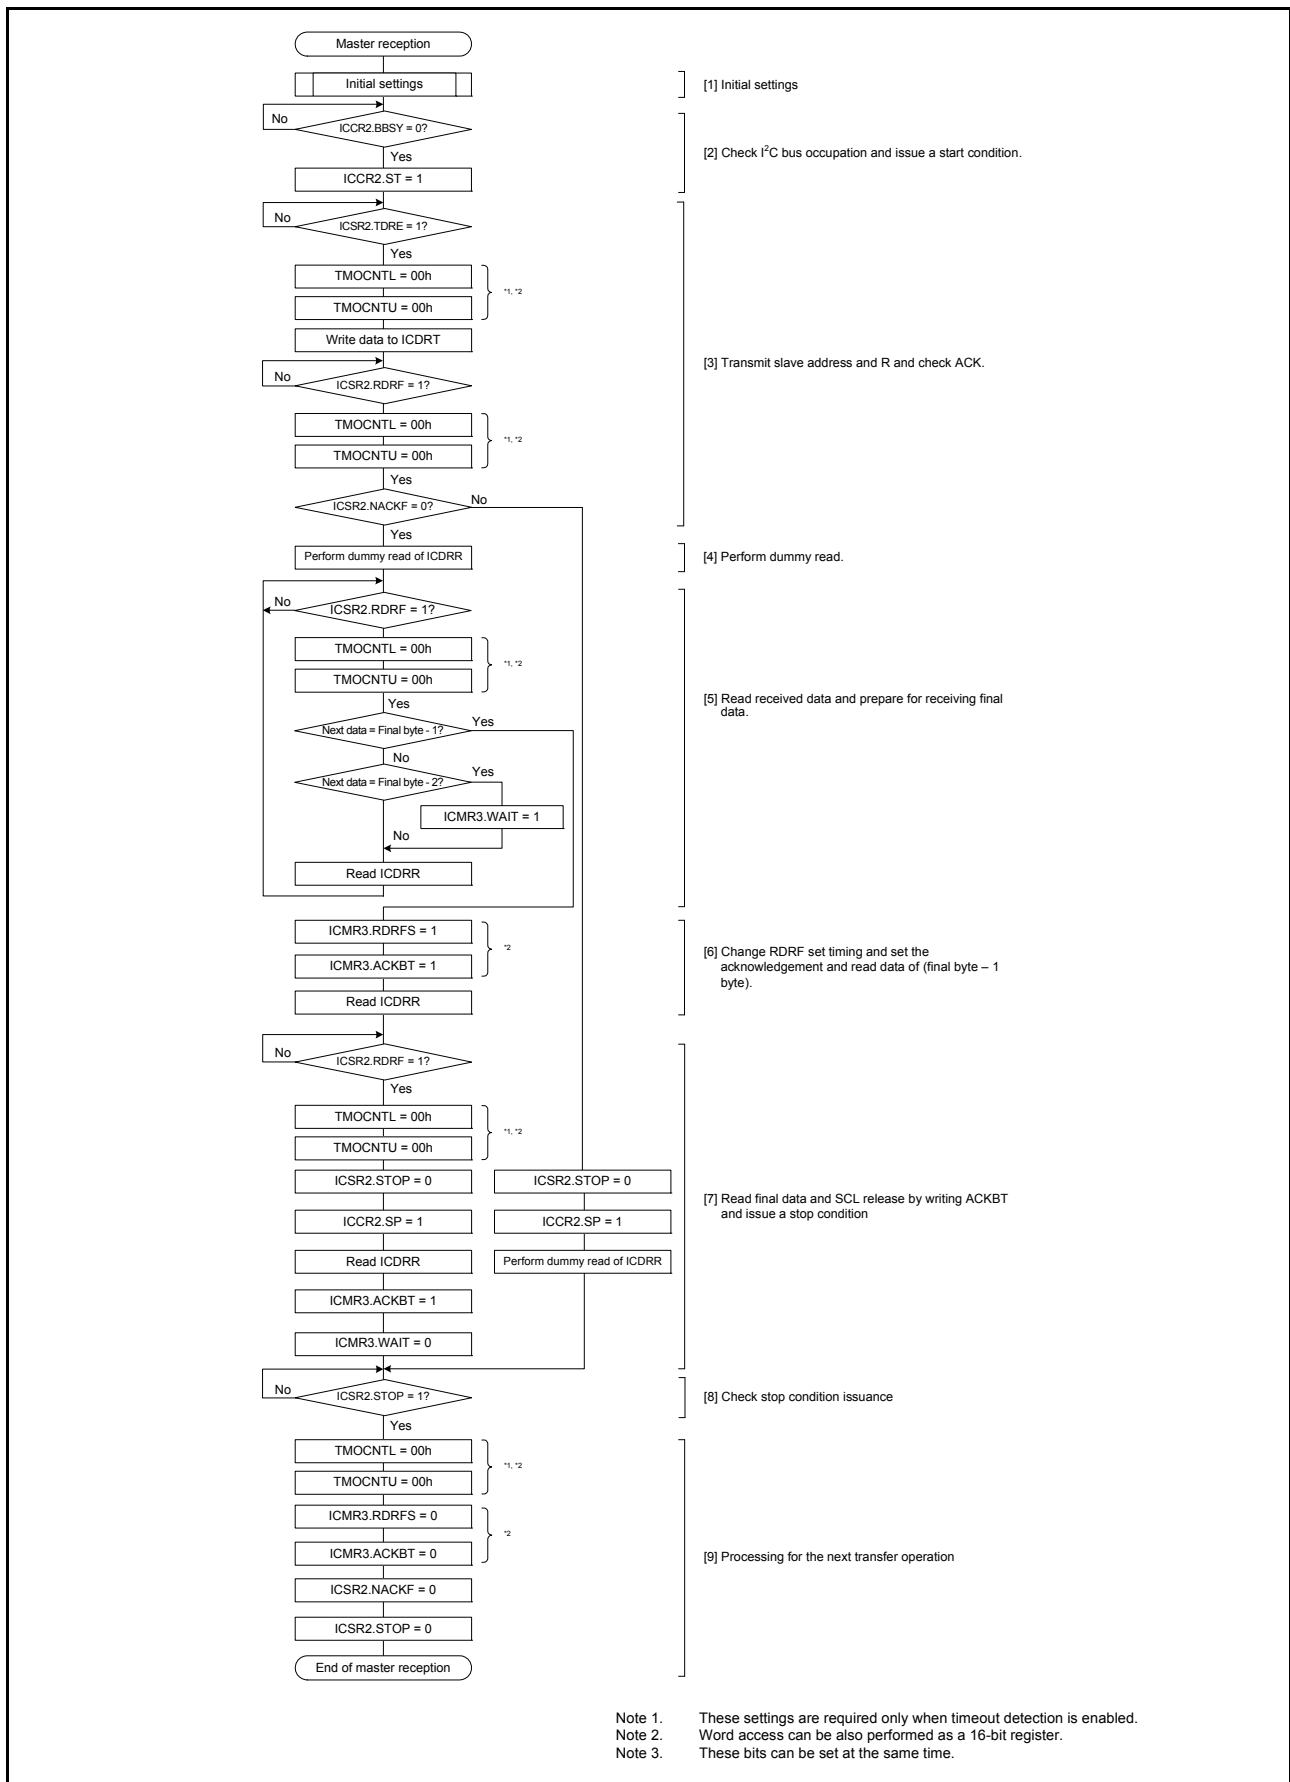 Master reception
Initial settings
[1] Initial settings
No
ICCR2.BBSY = 0?
[2] Check I²C bus occupation and issue a start condition.
Yes
ICCR2.ST = 1
No
ICSR2.TDRE = 1?
Yes
TMOCNTL = 00h
*1, *2
TMOCNTU = 00h
Write data to ICDRT
[3] Transmit slave address and R and check ACK.
No
ICSR2.RDRF = 1?
TMOCNTL = 00h
*1, *2
TMOCNTU = 00h
Yes
ICSR2.NACKF = 0?
No
Yes
Perform dummy read of ICDRR
[4] Perform dummy read.
No
ICSR2.RDRF = 1?
TMOCNTL = 00h
*1, *2
TMOCNTU = 00h
[5] Read received data and prepare for receiving final
data.
Yes
Next data = Final byte - 1?
Yes
No
Next data = Final byte - 2?
Yes
ICMR3.WAIT = 1
No
Read ICDRR
ICMR3.RDRFS = 1
*2
ICMR3.ACKBT = 1
[6] Change RDRF set timing and set the
acknowledgement and read data of (final byte – 1
byte).
Read ICDRR
No
ICSR2.RDRF = 1?
Yes
TMOCNTL = 00h
*1, *2
TMOCNTU = 00h
ICSR2.STOP = 0
ICSR2.STOP = 0
[7] Read final data and SCL release by writing ACKBT
and issue a stop condition
ICCR2.SP = 1
ICCR2.SP = 1
Read ICDRR
Perform dummy read of ICDRR
ICMR3.ACKBT = 1
ICMR3.WAIT = 0
No
ICSR2.STOP = 1?
[8] Check stop condition issuance
Yes
TMOCNTL = 00h
*1, *2
TMOCNTU = 00h
ICMR3.RDRFS = 0
*2
ICMR3.ACKBT = 0
[9] Processing for the next transfer operation
ICSR2.NACKF = 0
ICSR2.STOP = 0
End of master reception
Note 1. These settings are required only when timeout detection is enabled.
Note 2. Word access can be also performed as a 16-bit register.
Note 3. These bits can be set at the same time.